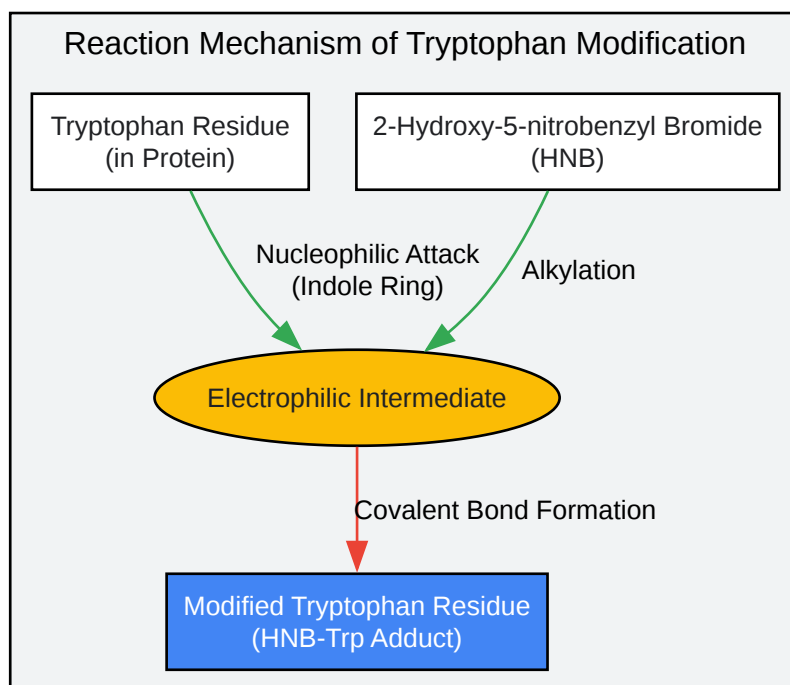 Reaction Mechanism of Tryptophan Modification
Tryptophan Residue
(in Protein)
2-Hydroxy-5-nitrobenzyl Bromide
(HNB)
Nucleophilic Attack
(Indole Ring)
Alkylation
Electrophilic Intermediate
Covalent Bond Formation
Modified Tryptophan Residue
(HNB-Trp Adduct)